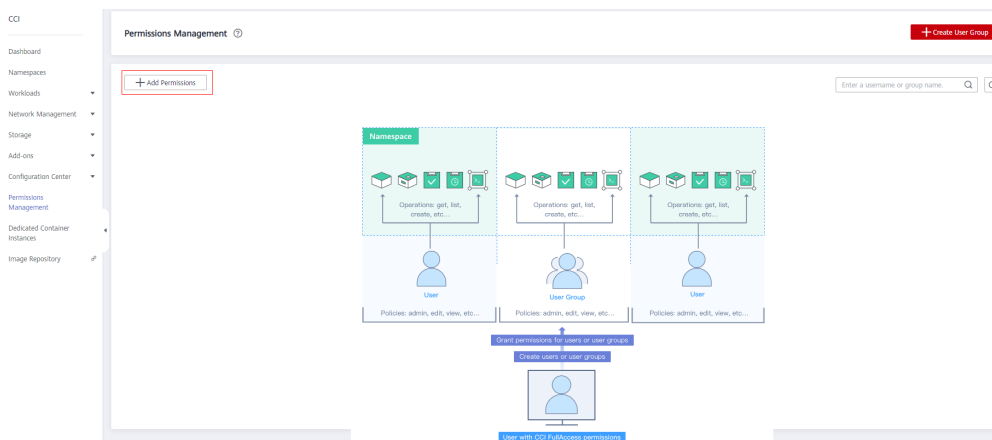 CCI
Dashboard
Namespaces
Workloads
Network Management
Storage
Add-ons
Configuration Center
Permissions
Management
Dedicated Container
Instances
Image Repository
Permissions Management
Create User Group
Add Permissions
Enter a username or group name.
Namespace
Operations: get, list,
create, etc...
Operations: get, list,
create, etc...
Operations: get, list,
create, etc...
User
User Group
User
Policies: admin, edit, view, etc...
Policies: admin, edit, view, etc...
Policies: admin, edit, view, etc...
Grant permissions for users or user groups
Create users or user groups
User with CCI FullAccess permissions